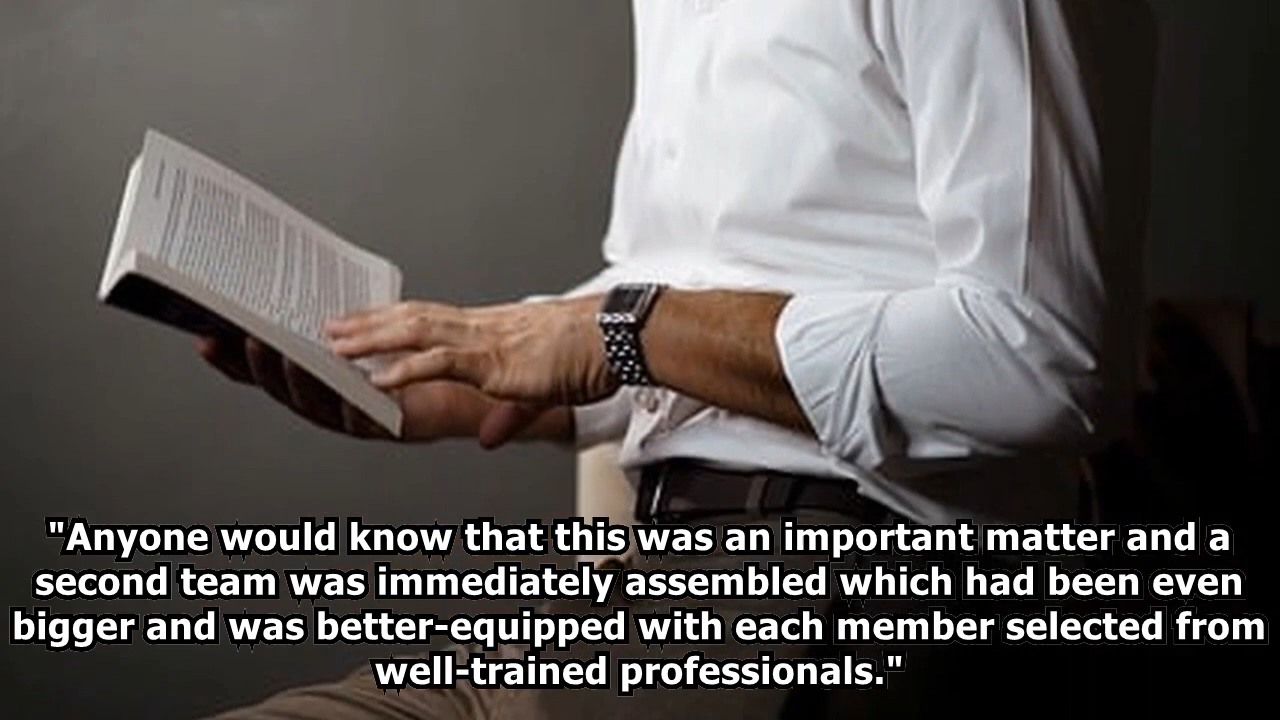 "Anyone would know that this was an important matter and a
second team was immediately assembled which had been even
bigger and was better-equipped with each member selected from
well-trained professionals."